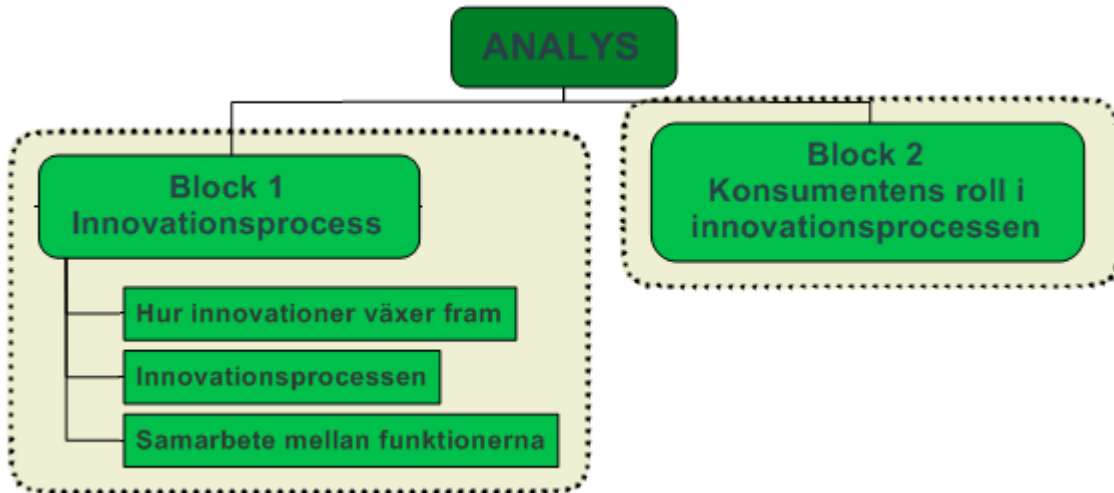 ANALYS
Block 1
Innovationsprocess
Hur innovationer växer fram
Innovationsprocessen
Samarbete mellan funktionerna
Block 2
Konsumentens roll i
innovationsprocessen